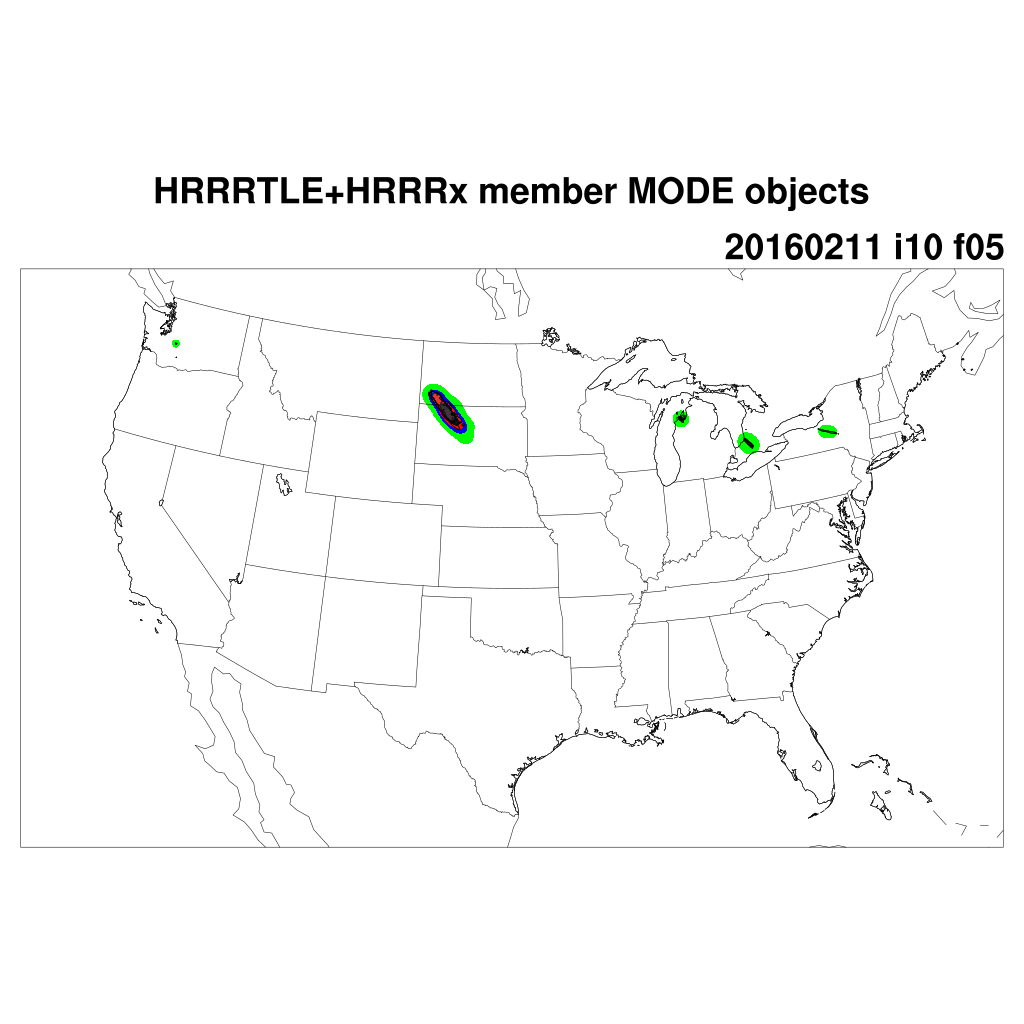 HRRRTLE+HRRRx member MODE objects
20160211 i10 f05